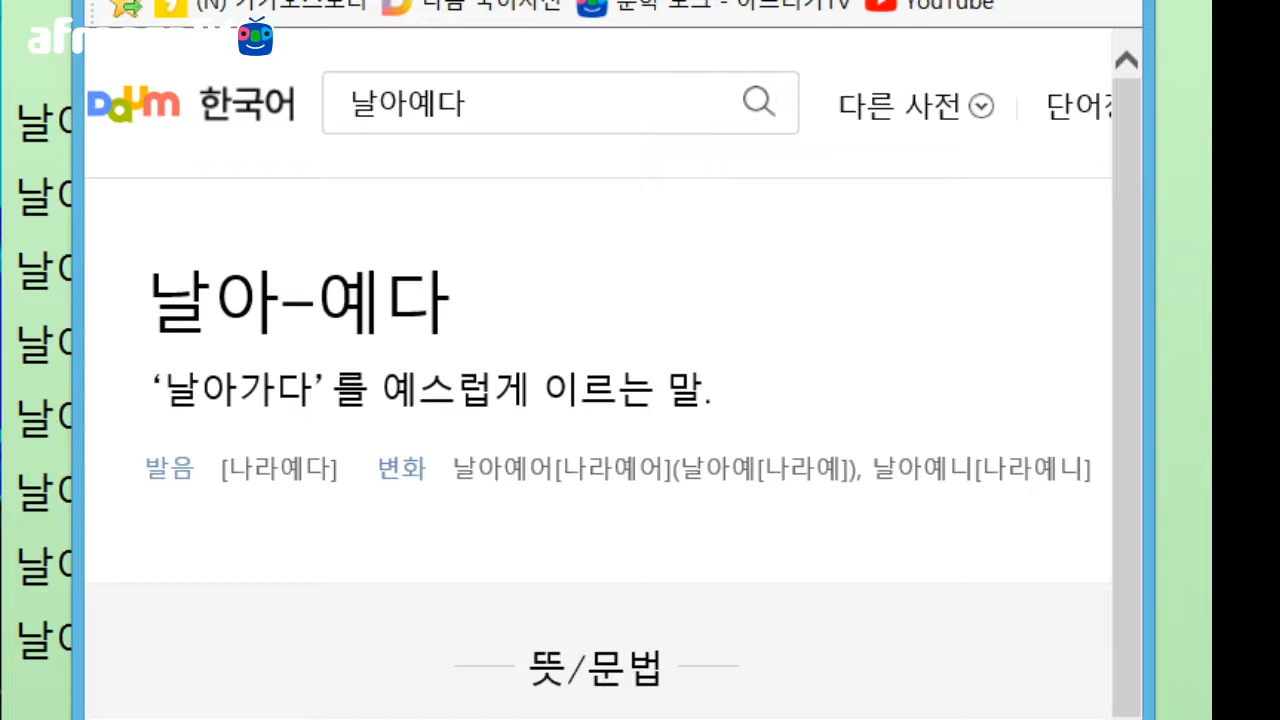 YouTube
Daum 한국어
날아예다
다른 사전
날아-예다
‘날아가다’를 예스럽게 이르는 말.
발음 [나라예다] 변화 날아예어[나라예어](날아예[나라예]), 날아예니[나라예니]
뜻/문법